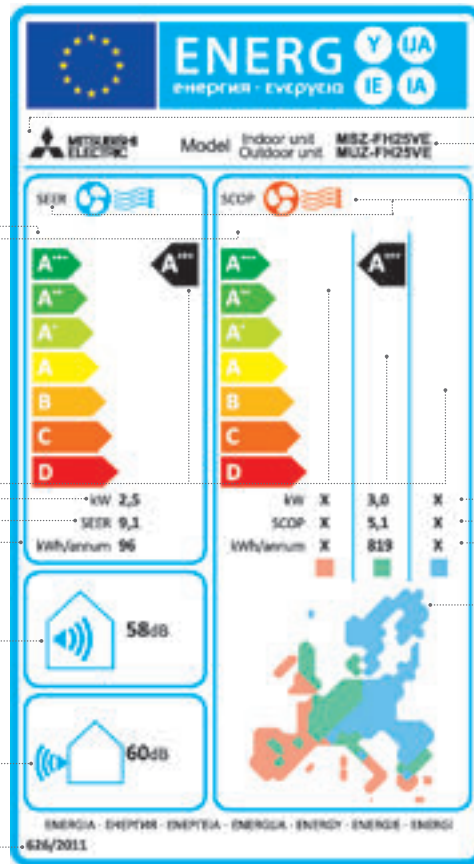 ENERG Y IJA
енергия · ενεργεια IE IA
MITSUBISHI ELECTRIC
Model Indoor unit MSZ-FH25VE
Outdoor unit MUZ-FH25VE
SEER
A+++ A+++
A++
A+
A
B
C
D
kW 2,5
SEER 9,1
kWh/annum 96
SCOP
A+++ A+++
A++
A+
A
B
C
D
kW X 3,0 X
SCOP X 5,1 X
kWh/annum X 819 X
58dB
60dB
ENERGIA · ЕНЕРГИЯ · ΕΝΕΡΓΕΙΑ · ENERGIJA · ENERGY · ENERGIE · ENERGI
626/2011